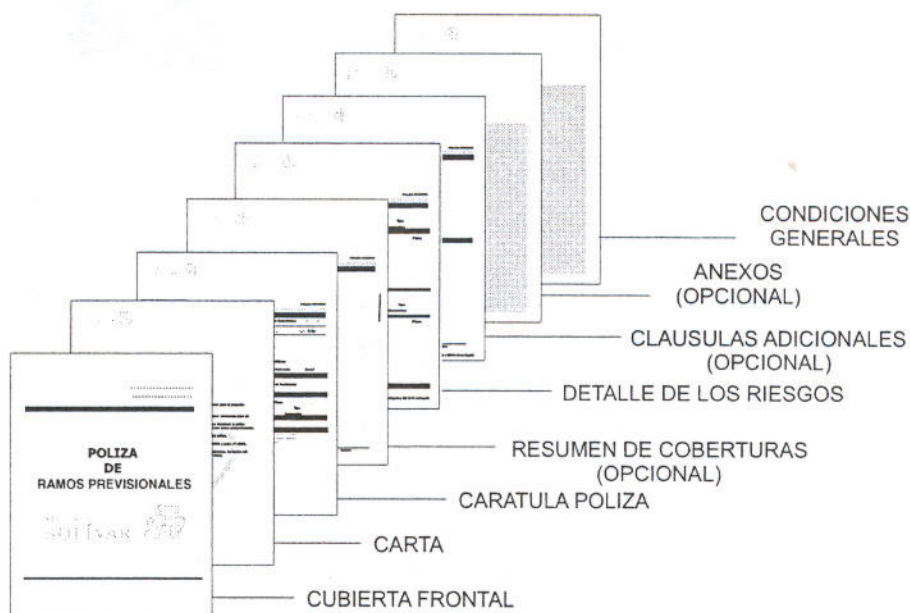 CONDICIONES
GENERALES
ANEXOS
(OPCIONAL)
CLAUSULAS ADICIONALES
(OPCIONAL)
DETALLE DE LOS RIESGOS
RESUMEN DE COBERTURAS
(OPCIONAL)
CARATULA POLIZA
CARTA
CUBIERTA FRONTAL
POLIZA
DE
RAMOS PREVISIONALES
BOLÍVAR